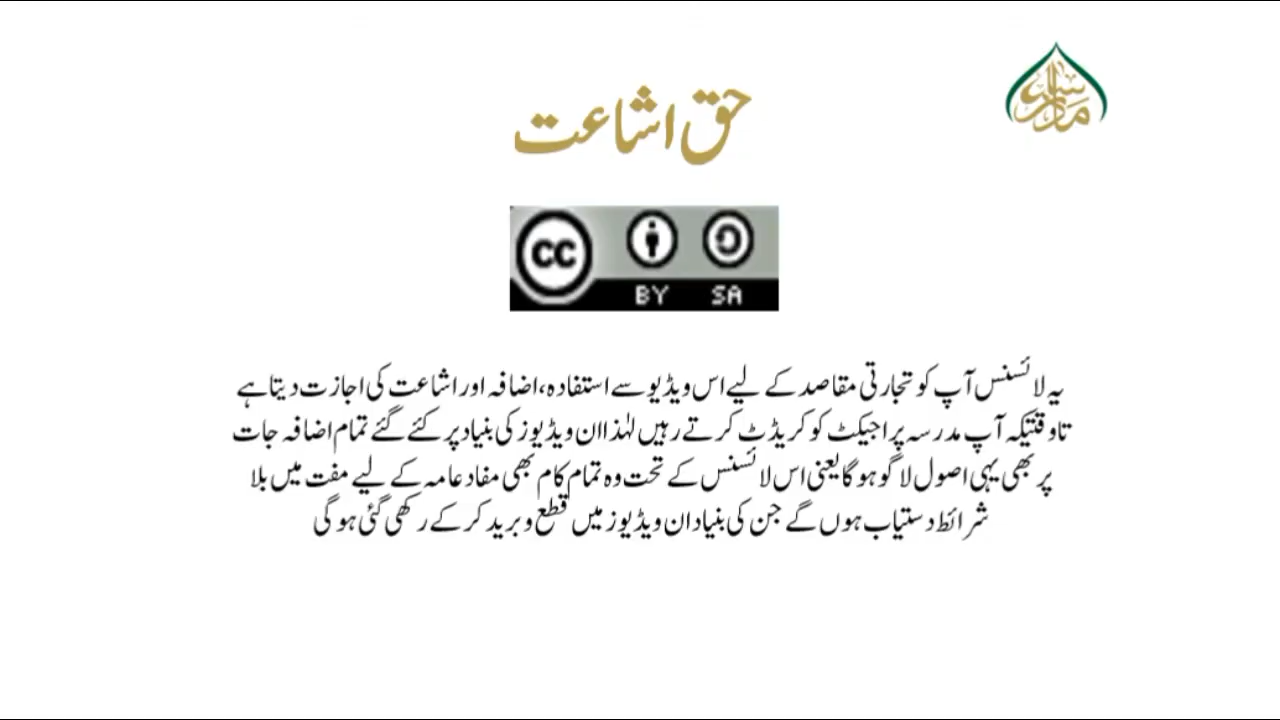 حق اشاعت
مدرسہ
CC BY SA
یہ لائسنس آپ کو تجارتی مقاصد کے لیے اس ویڈیو سے استفادہ، اضافہ اور اشاعت کی اجازت دیتا ہے
تاوقتیکہ آپ مدرسہ پراجیکٹ کو کریڈٹ کرتے رہیں لہٰذا ان ویڈیوز کی بنیاد پر کئے گئے تمام اضافہ جات
پر بھی یہی اصول لاگو ہوگا یعنی اس لائسنس کے تحت وہ تمام کام بھی مفاد عامہ کے لیے مفت میں بلا
شرائط دستیاب ہوں گے جن کی بنیاد ان ویڈیوز میں قطع و برید کر کے رکھی گئی ہوگی